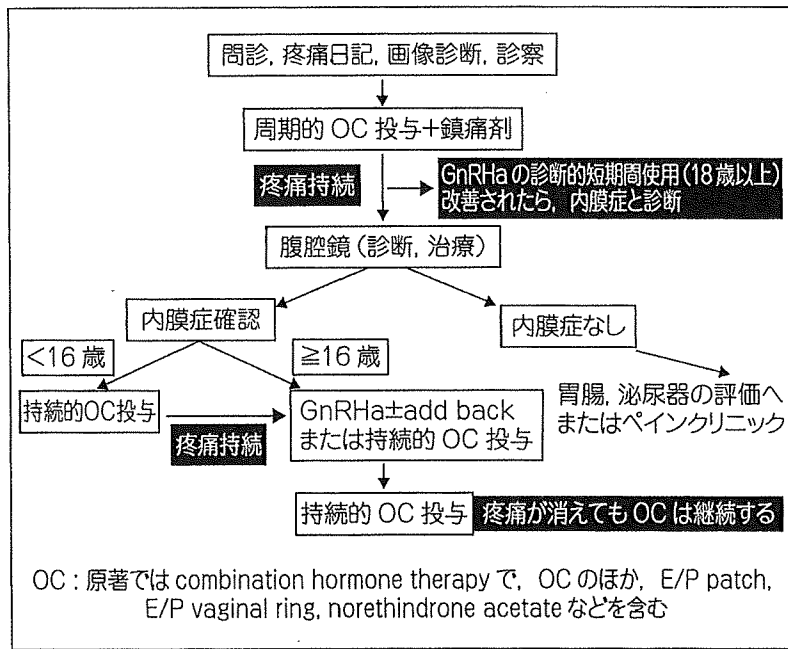 問診, 疼痛日記, 画像診断, 診察
周期的 OC 投与+鎮痛剤
疼痛持続
GnRHa の診断的短期間使用(18歳以上)
改善されたら, 内膜症と診断
腹腔鏡(診断, 治療)
内膜症確認
内膜症なし
<16歳
≧16歳
持続的OC投与
疼痛持続
GnRHa±add back
または持続的 OC 投与
胃腸, 泌尿器の評価へ
またはペインクリニック
持続的 OC 投与
疼痛が消えても OC は継続する
OC : 原著では combination hormone therapy で, OC のほか, E/P patch,
E/P vaginal ring, norethindrone acetate などを含む